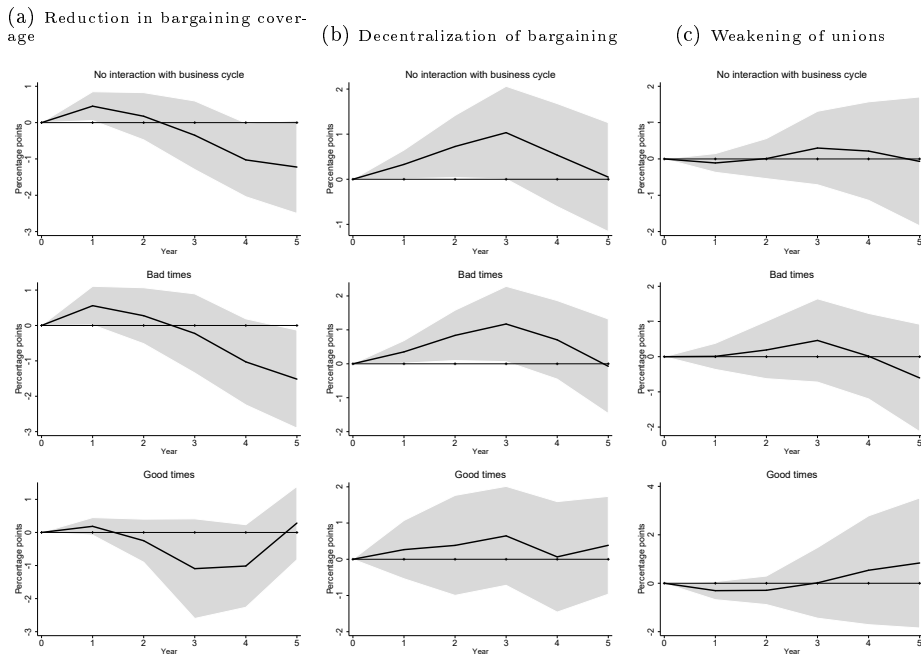 (a) Reduction in bargaining cover-
age
(b) Decentralization of bargaining
(c) Weakening of unions
No interaction with business cycle
Percentage points
1
0
-1
-2
-3
0 1 2 3 4 5
Year
No interaction with business cycle
Percentage points
2
1
0
-1
0 1 2 3 4 5
Year
No interaction with business cycle
Percentage points
2
1
0
-1
-2
0 1 2 3 4 5
Year
Bad times
Percentage points
1
0
-1
-2
-3
0 1 2 3 4 5
Year
Bad times
Percentage points
2
1
0
-1
-2
0 1 2 3 4 5
Year
Bad times
Percentage points
2
1
0
-1
-2
0 1 2 3 4 5
Year
Good times
Percentage points
1
0
-1
-2
-3
0 1 2 3 4 5
Year
Good times
Percentage points
2
1
0
-1
-2
0 1 2 3 4 5
Year
Good times
Percentage points
4
2
0
-2
0 1 2 3 4 5
Year